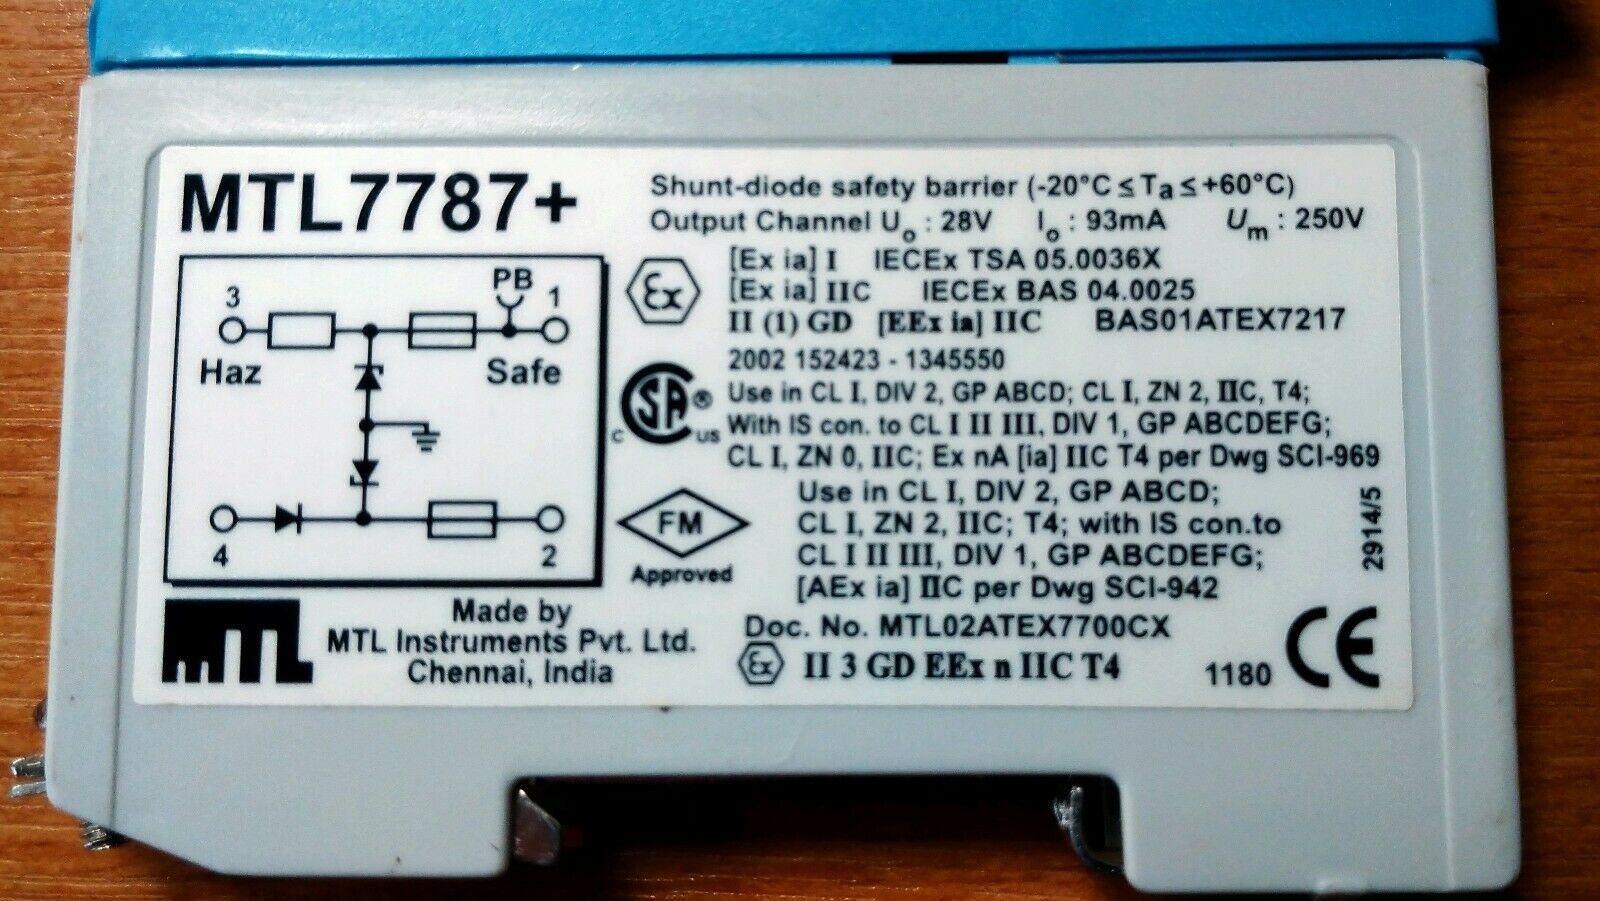 MTL7787+
Shunt-diode safety barrier (-20°C ≤ Ta ≤ +60°C)
Output Channel Uo : 28V Io : 93mA Um : 250V
[Ex ia] I IECEx TSA 05.0036X
[Ex ia] IIC IECEx BAS 04.0025
II (1) GD [EEx ia] IIC BAS01ATEX7217
Ex
3
PB
1
Haz
Safe
4
2
2002 152423 - 1345550
Use in CL I, DIV 2, GP ABCD; CL I, ZN 2, IIC, T4;
With IS con. to CL I II III, DIV 1, GP ABCDEFG;
CL I, ZN 0, IIC; Ex nA [ia] IIC T4 per Dwg SCI-969
C SA ® US
Use in CL I, DIV 2, GP ABCD;
CL I, ZN 2, IIC; T4; with IS con.to
CL I II III, DIV 1, GP ABCDEFG;
[AEx ia] IIC per Dwg SCI-942
FM
Approved
2914/5
MTL
Made by
MTL Instruments Pvt. Ltd.
Chennai, India
Doc. No. MTL02ATEX7700CX
Ex II 3 GD EEx n IIC T4
1180 CE